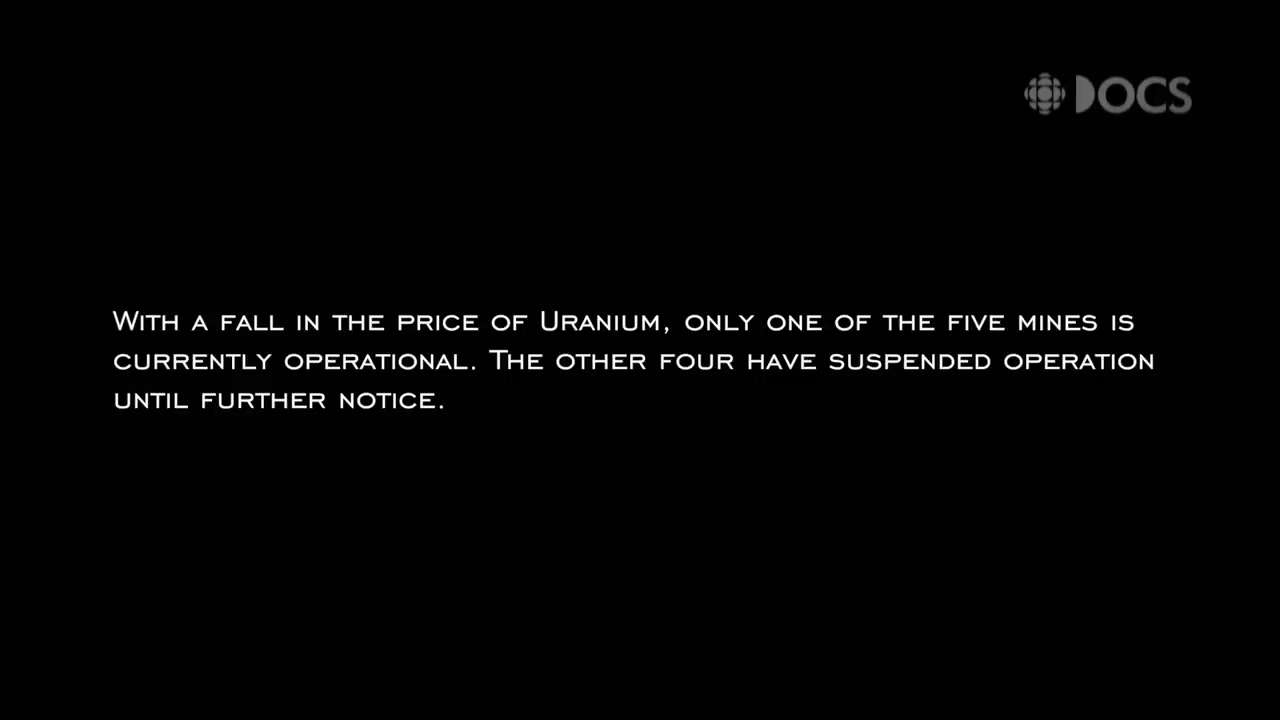 DOCS
With a fall in the price of Uranium, only one of the five mines is
currently operational. The other four have suspended operation
until further notice.